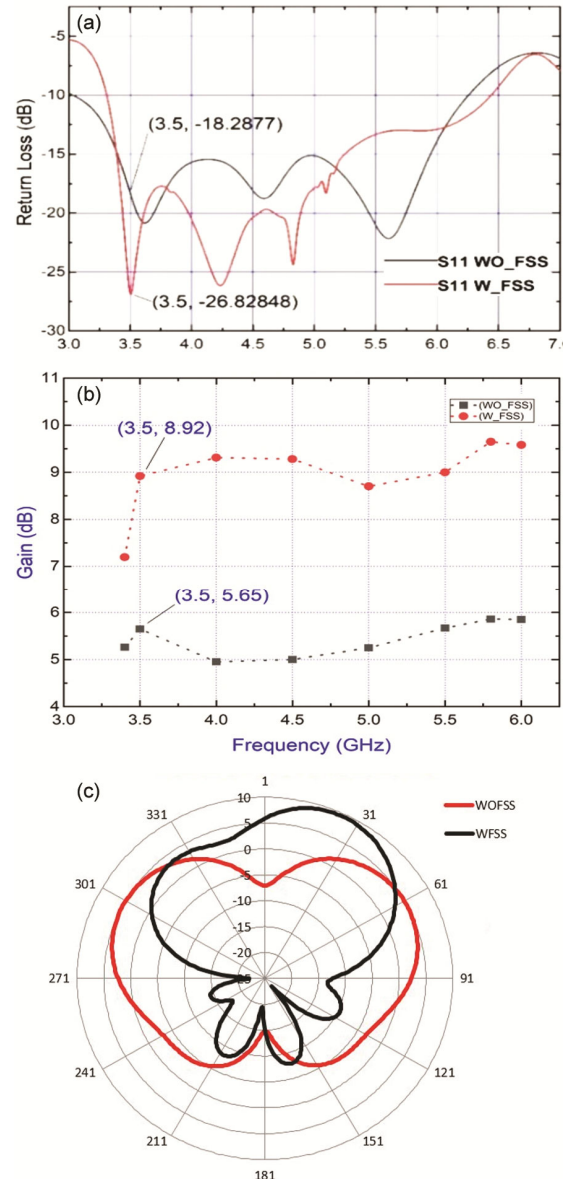 (a)
-5
-10
-15
-20
-25
-30
Return Loss (dB)
(3.5, -18.2877)
(3.5, -26.82848)
S11 WO_FSS
S11 W_FSS
3.0 3.5 4.0 4.5 5.0 5.5 6.0 6.5 7.0
(b)
11
10
9
8
7
6
5
4
Gain (dB)
(WO_FSS)
(W_FSS)
(3.5, 8.92)
(3.5, 5.65)
3.0 3.5 4.0 4.5 5.0 5.5 6.0
Frequency (GHz)
(c)
1
31
61
91
121
151
181
211
241
271
301
331
10
5
0
-5
-10
-15
-20
-25
WOFSS
WFSS